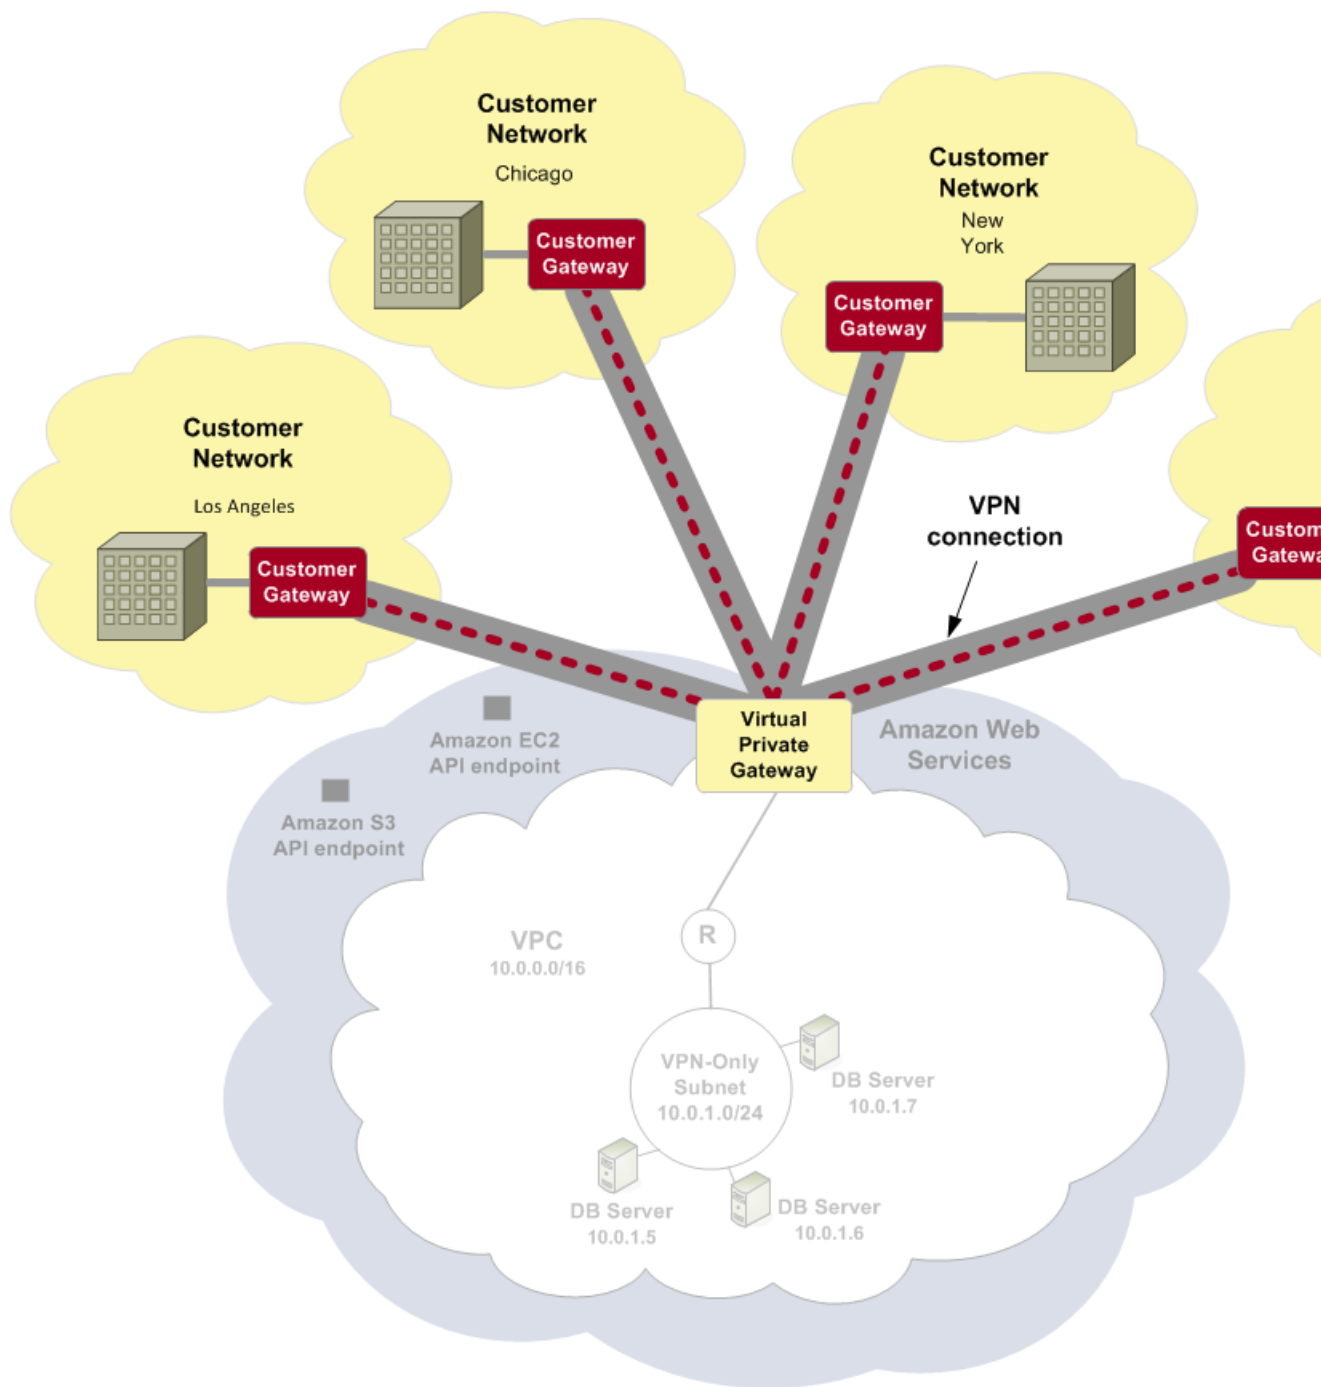 Customer
Network
Chicago
Customer
Gateway
Customer
Network
New
York
Customer
Gateway
Customer
Network
Los Angeles
Customer
Gateway
VPN
connection
Virtual
Private
Gateway
Amazon EC2
API endpoint
Amazon Web
Services
Amazon S3
API endpoint
R
VPC
10.0.0.0/16
VPN-Only
Subnet
10.0.1.0/24
DB Server
10.0.1.7
DB Server
10.0.1.5
DB Server
10.0.1.6